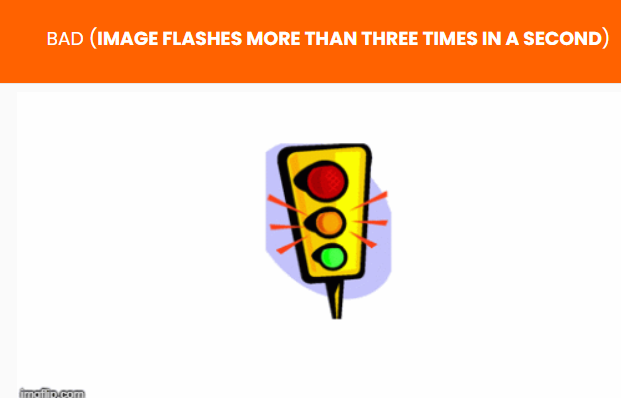 BAD (IMAGE FLASHES MORE THAN THREE TIMES IN A SECOND)
imgflip.com